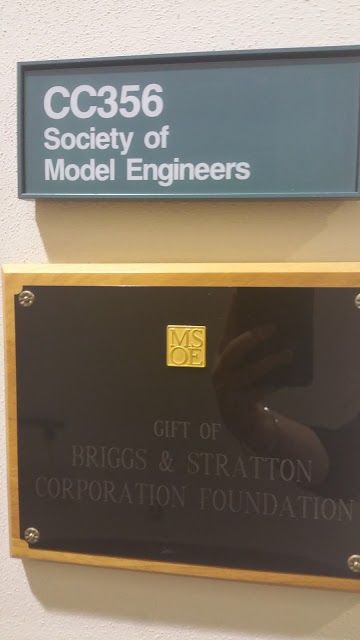 CC356
Society of
Model Engineers
MS
OE
GIFT OF
BRIGGS & STRATTON
CORPORATION FOUNDATION